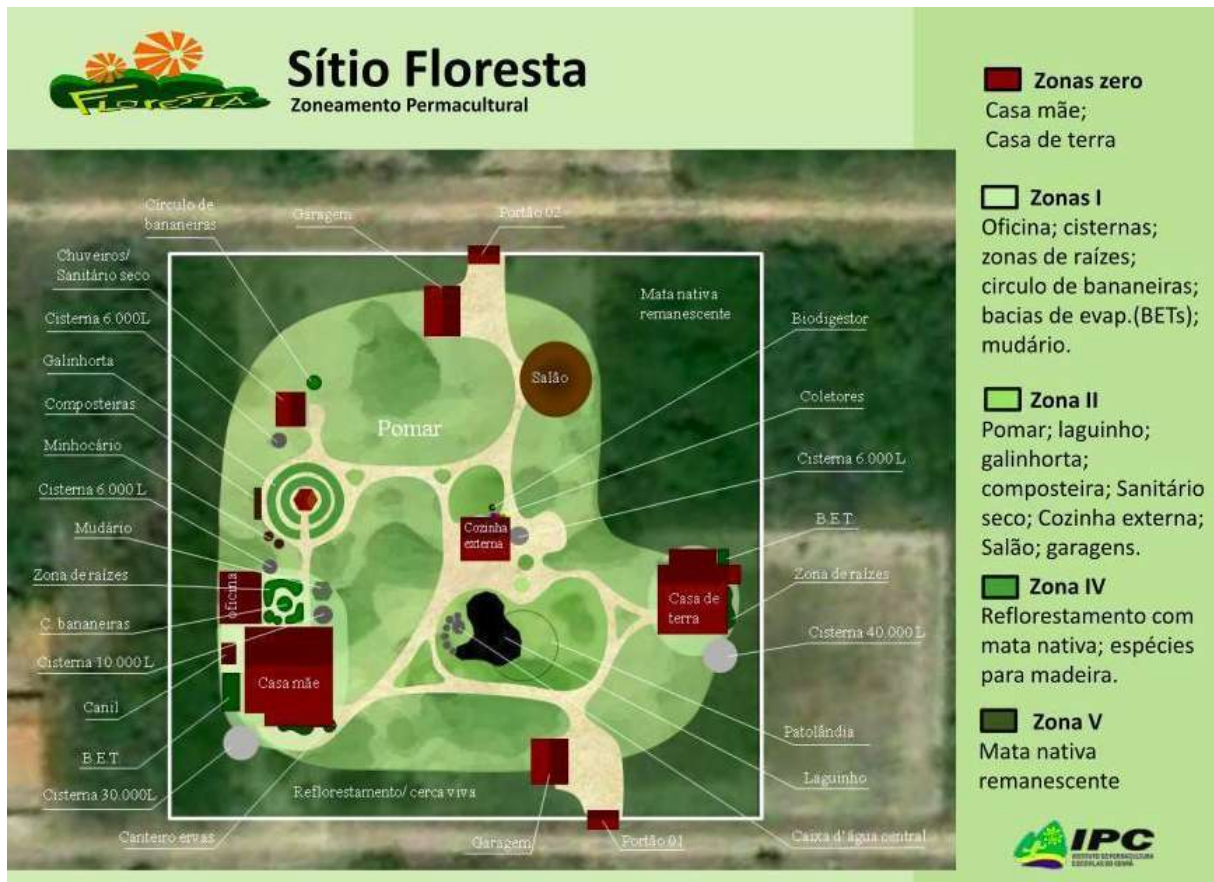 FLORESTA
Sítio Floresta
Zoneamento Permacultural
Círculo de
bananeiras
Garagem
Portão 02
Chuveiros/
Sanitário seco
Cisterna 6.000L
Galinhorta
Composteiras
Minhocário
Cisterna 6.000 L
Mudário
Zona de raízes
C. bananeiras
Cisterna 10.000 L
Canil
B.E.T
Cisterna 30.000L
Canteiro ervas
Mata nativa
remanescente
Salão
Pomar
Cozinha
externa
oficina
Casa mãe
Casa de
terra
Reflorestamento/ cerca viva
Garagem
Portão 01
Biodigestor
Coletores
Cisterna 6.000 L
B.E.T
Zona de raízes
Cisterna 40.000 L
Patolândia
Laguinho
Caixa d'água central
Zonas zero
Casa mãe;
Casa de terra
Zonas I
Oficina; cisternas;
zonas de raízes;
circulo de bananeiras;
bacias de evap.(BETs);
mudário.
Zona II
Pomar; laguinho;
galinhorta;
composteira; Sanitário
seco; Cozinha externa;
Salão; garagens.
Zona IV
Reflorestamento com
mata nativa; espécies
para madeira.
Zona V
Mata nativa
remanescente
IPC